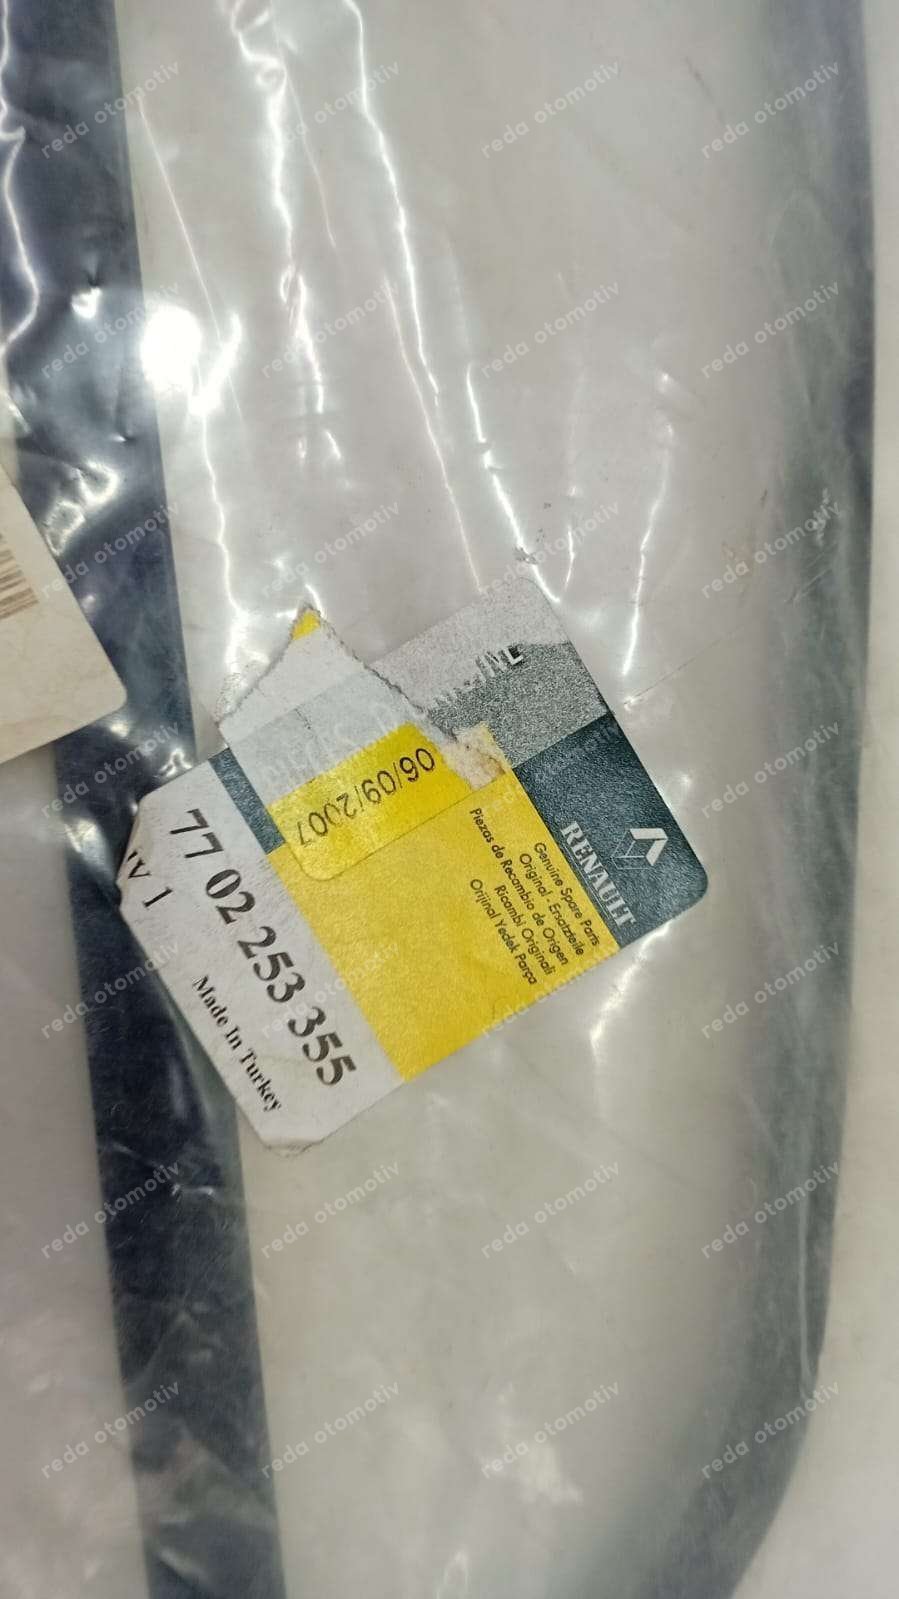 RENAULT
Genuine Spare Parts
Original - Ersatzteile
Piezas de Recambio de Origen
Ricambi Originali
Orijinal Yedek Parça
06/09/2007
77 02 253 355
1
Made In Turkey
reda otomotiv